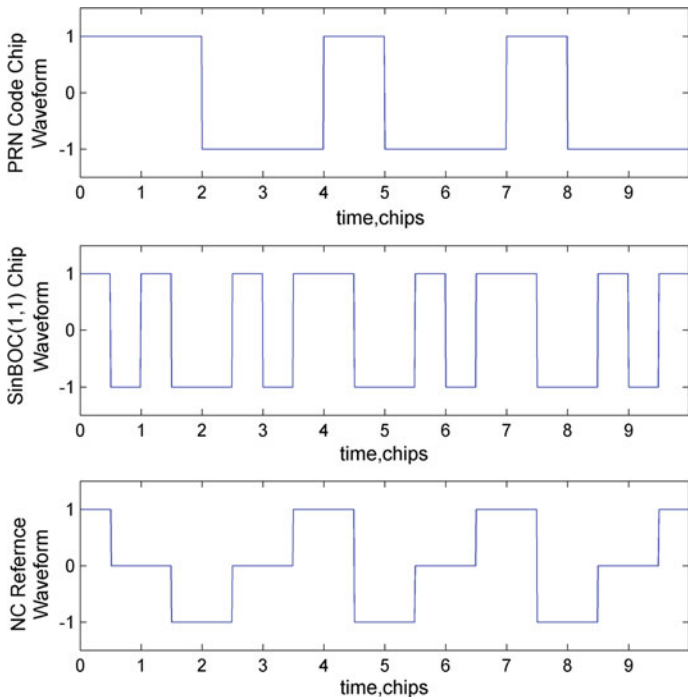 PRN Code Chip
Waveform
1
0
-1
0 1 2 3 4 5 6 7 8 9
time,chips
SinBOC(1,1) Chip
Waveform
1
0
-1
0 1 2 3 4 5 6 7 8 9
time,chips
NC Refernce
Waveform
1
0
-1
0 1 2 3 4 5 6 7 8 9
time,chips